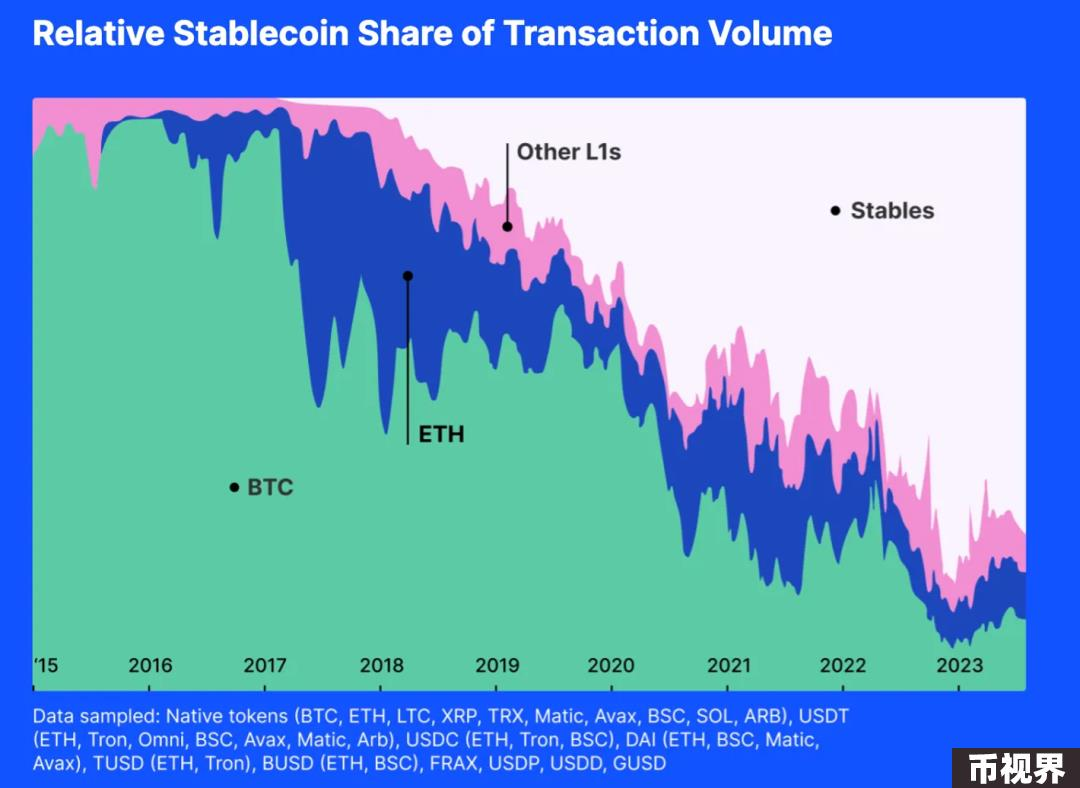 Relative Stablecoin Share of Transaction Volume
Other L1s
Stables
ETH
BTC
‘15 2016 2017 2018 2019 2020 2021 2022 2023
Data sampled: Native tokens (BTC, ETH, LTC, XRP, TRX, Matic, Avax, BSC, SOL, ARB), USDT
(ETH, Tron, Omni, BSC, Avax, Matic, Arb), USDC (ETH, Tron, BSC), DAI (ETH, BSC, Matic,
Avax), TUSD (ETH, Tron), BUSD (ETH, BSC), FRAX, USDP, USDD, GUSD
币视界